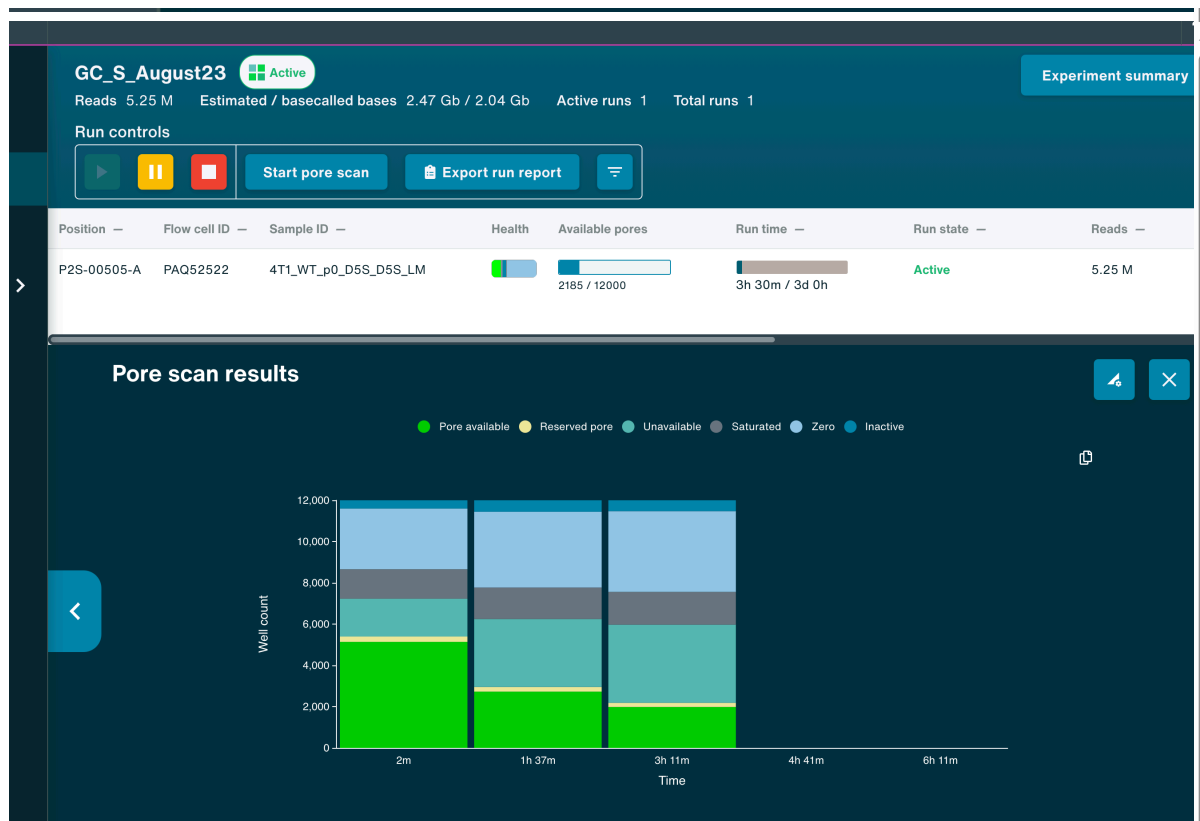 GC_S_August23 Active
Experiment summary
Reads 5.25 M Estimated / basecalled bases 2.47 Gb / 2.04 Gb Active runs 1 Total runs 1
Run controls
Start pore scan Export run report
Position — Flow cell ID — Sample ID — Health Available pores Run time — Run state — Reads —
P2S-00505-A PAQ52522 4T1_WT_p0_D5S_D5S_LM Active 5.25 M
2185 / 12000 3h 30m / 3d 0h
Pore scan results
Pore available Reserved pore Unavailable Saturated Zero Inactive
12,000
10,000
8,000
6,000
4,000
2,000
0
Well count
2m 1h 37m 3h 11m 4h 41m 6h 11m
Time